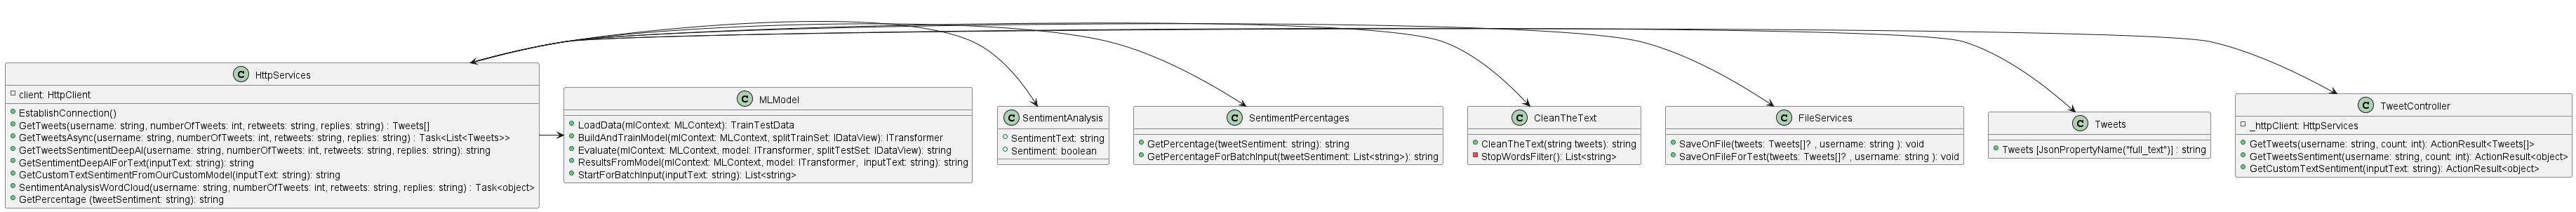 HttpServices
client: HttpClient
EstablishConnection()
GetTweets(username: string, numberOfTweets: int, retweets: string, replies: string) : Tweets[]
GetTweetsAsync(username: string, numberOfTweets: int, retweets: string, replies: string) : Task<List<Tweets>>
GetTweetsSentimentDeepAI(username: string, numberOfTweets: int, retweets: string, replies: string): string
GetSentimentDeepAIForText(inputText: string): string
GetCustomTextSentimentFromOurCustomModel(inputText: string): string
SentimentAnalysisWordCloud(username: string, numberOfTweets: int, retweets: string, replies: string) : Task<object>
GetPercentage (tweetSentiment: string): string
MLModel
LoadData(mlContext: MLContext): TrainTestData
BuildAndTrainModel(mlContext: MLContext, splitTrainSet: IDataView): ITransformer
Evaluate(mlContext: MLContext, model: ITransformer, splitTestSet: IDataView): string
ResultsFromModel(mlContext: MLContext, model: ITransformer, inputText: string): string
StartForBatchInput(inputText: string): List<string>
SentimentAnalysis
SentimentText: string
Sentiment: boolean
SentimentPercentages
GetPercentage(tweetSentiment: string): string
GetPercentageForBatchInput(tweetSentiment: List<string>): string
CleanTheText
CleanTheText(string tweets): string
StopWordsFilter(): List<string>
FileServices
SaveOnFile(tweets: Tweets[]? , username: string ): void
SaveOnFileForTest(tweets: Tweets[]? , username: string ): void
Tweets
Tweets [JsonPropertyName("full_text")] : string
TweetController
_httpClient: HttpServices
GetTweets(username: string, count: int): ActionResult<Tweets[]>
GetTweetsSentiment(username: string, count: int): ActionResult<object>
GetCustomTextSentiment(inputText: string): ActionResult<object>